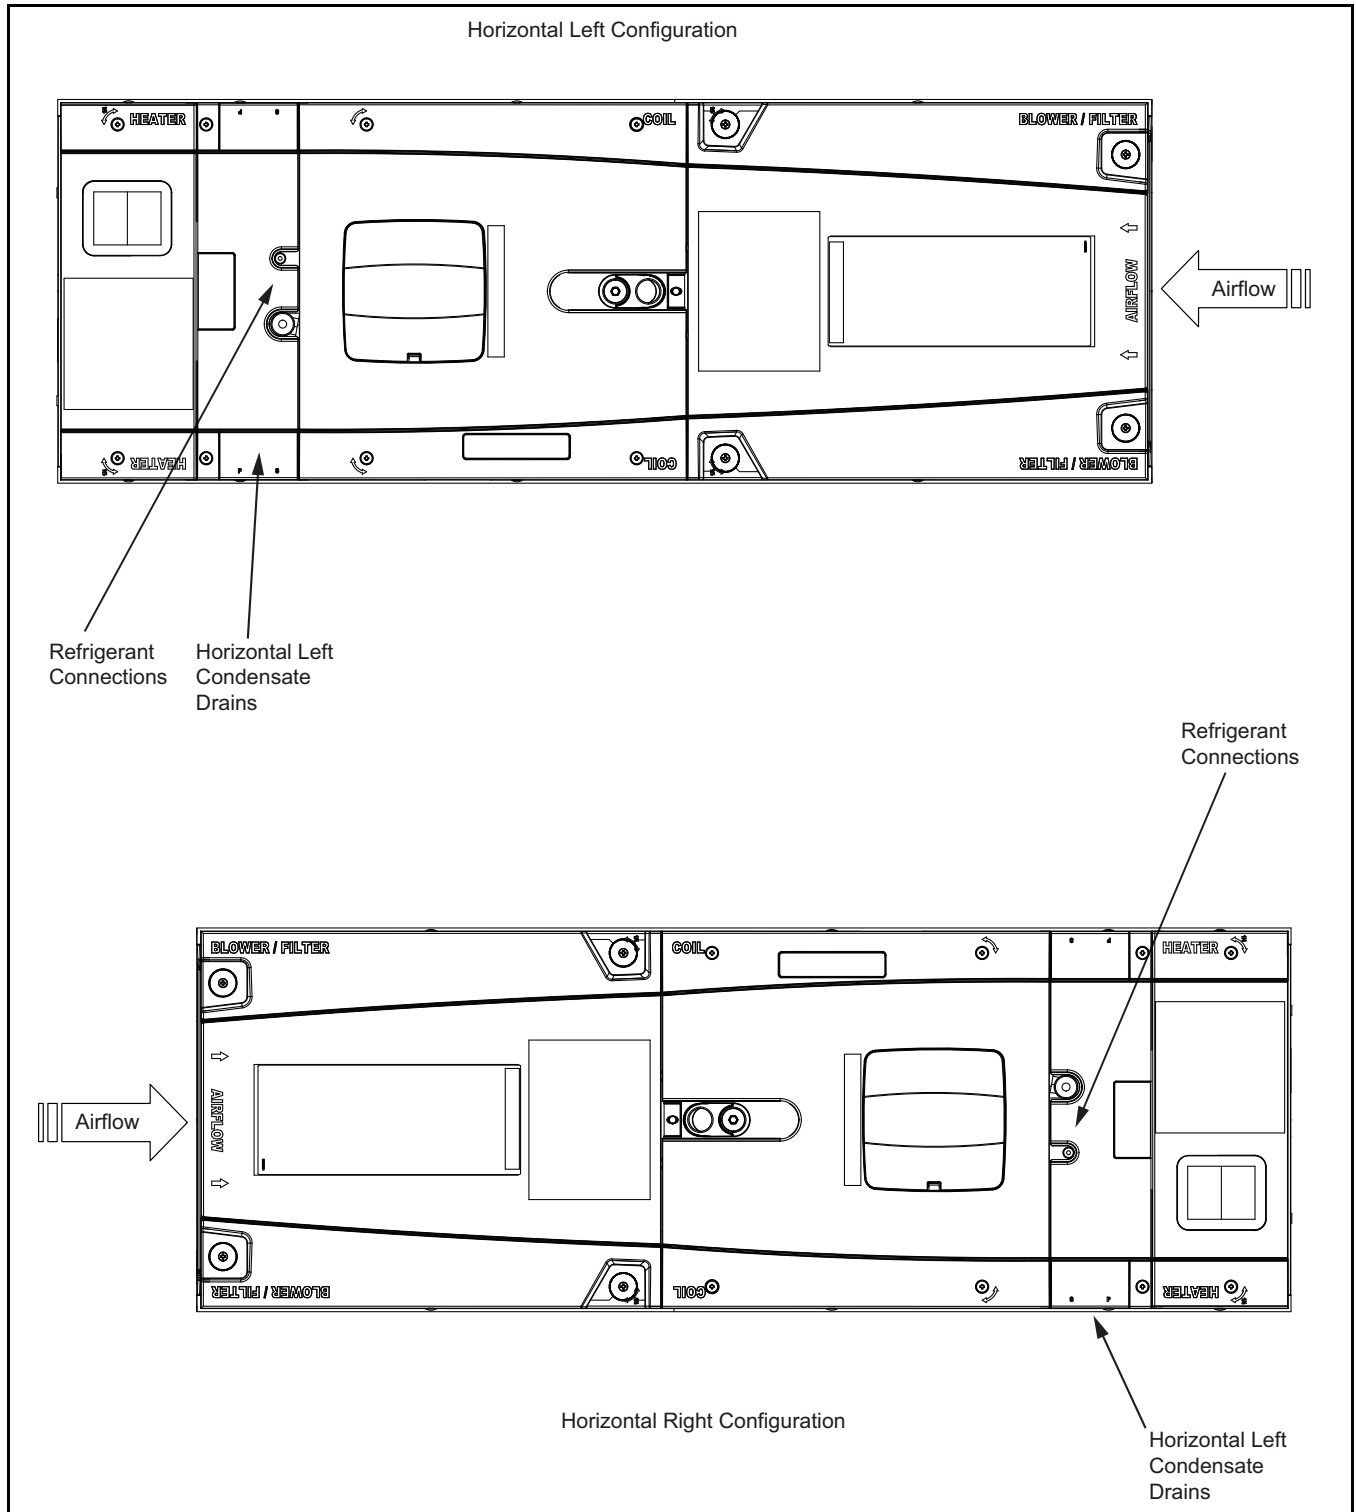 Horizontal Left Configuration
HEATER
COIL
BLOWER / FILTER
AIRFLOW
Airflow
HEATER
COIL
BLOWER / FILTER
Refrigerant
Connections
Horizontal Left
Condensate
Drains
Refrigerant
Connections
BLOWER / FILTER
COIL
HEATER
Airflow
AIRFLOW
BLOWER / FILTER
COIL
HEATER
Horizontal Right Configuration
Horizontal Left
Condensate
Drains